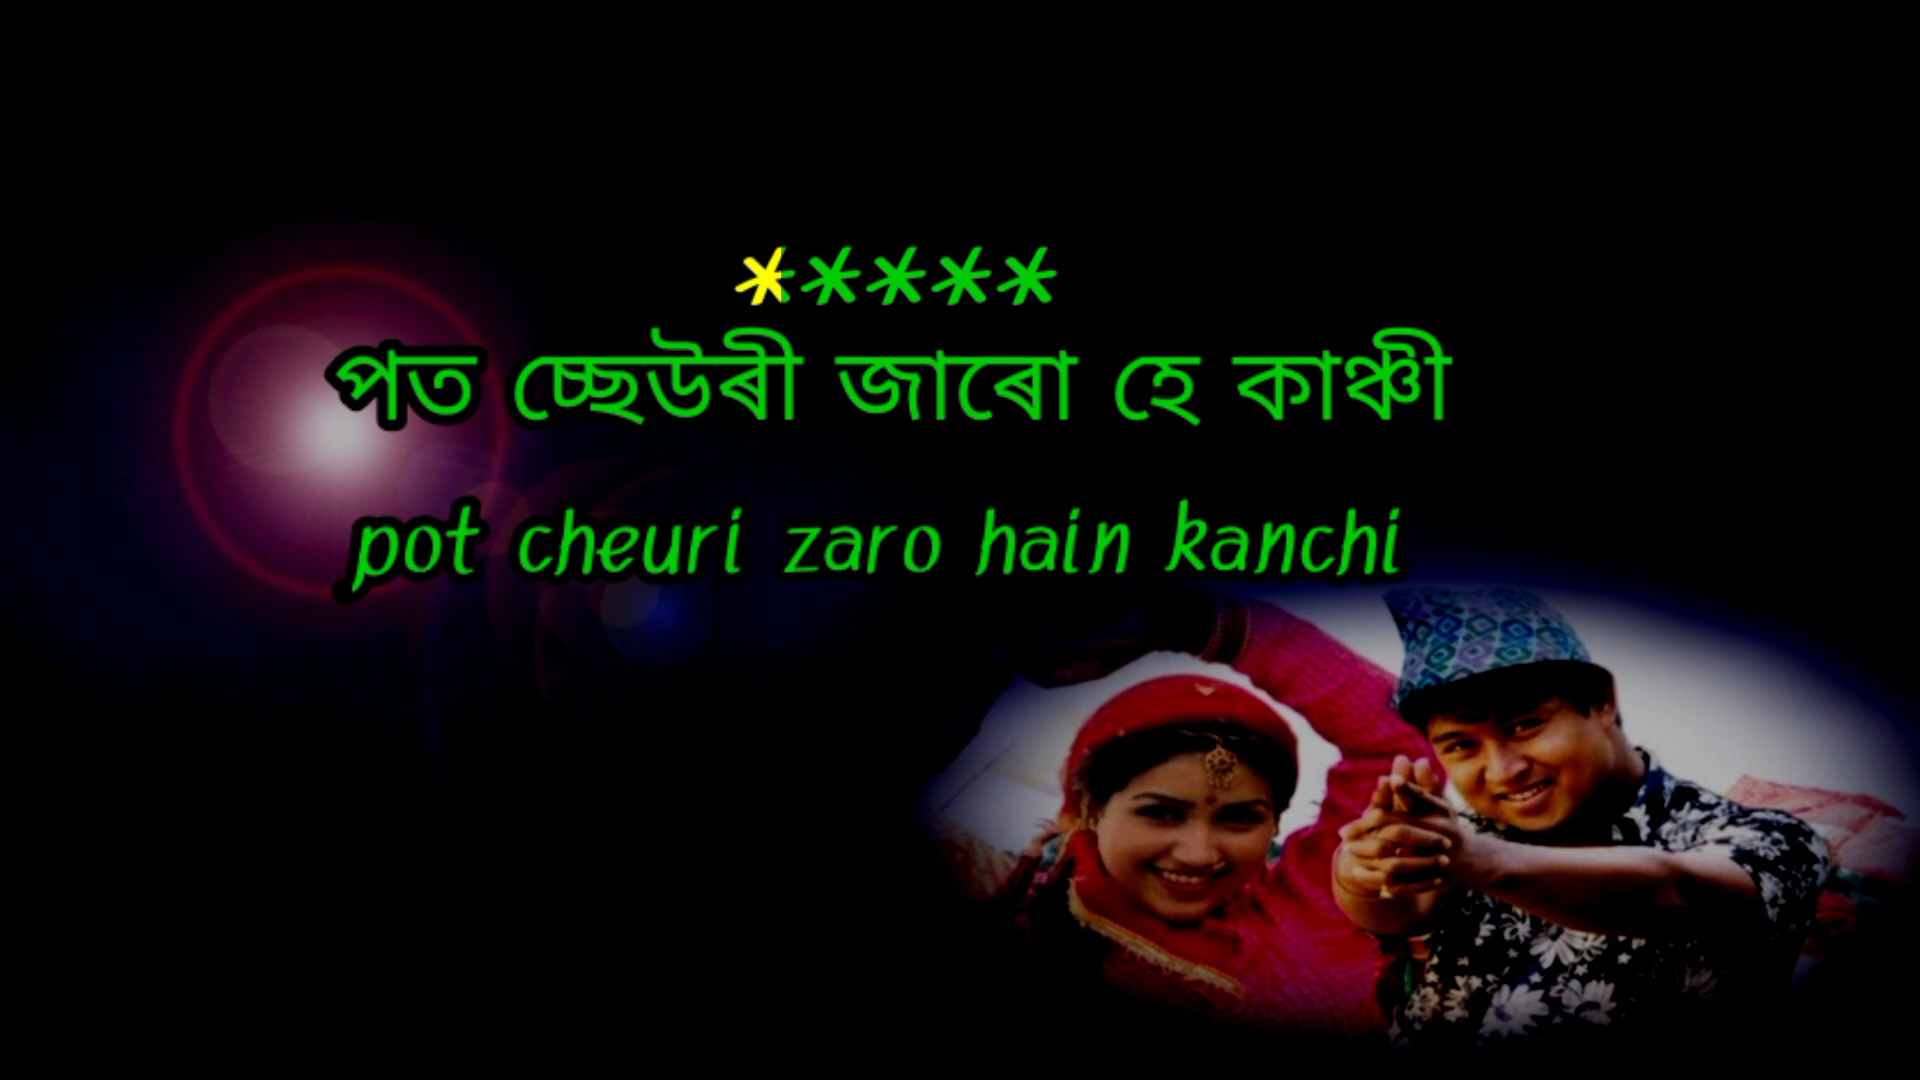 *****
পত চ্ছেউৰী জাৰো হে কাঞ্চী
pot cheuri zaro hain kanchi